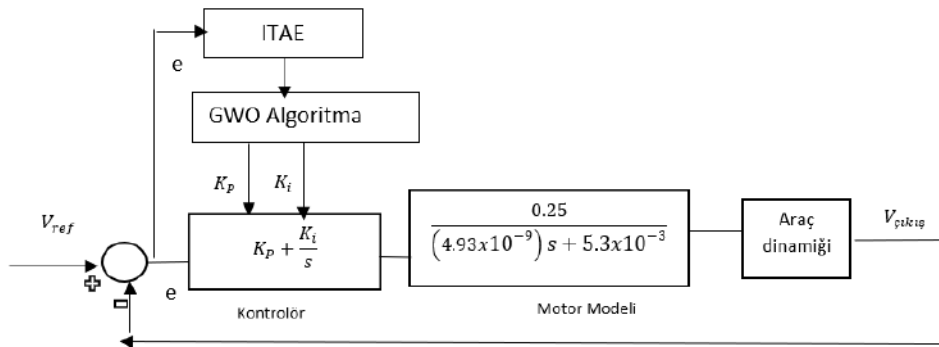 ITAE
e
GWO Algoritma
K_p K_i
V_ref
K_P + K_i/s
0.25/((4.93x10^−9) s + 5.3x10^−3)
Araç
dinamiği
V_çıkış
+
e
-
Kontrolör
Motor Modeli